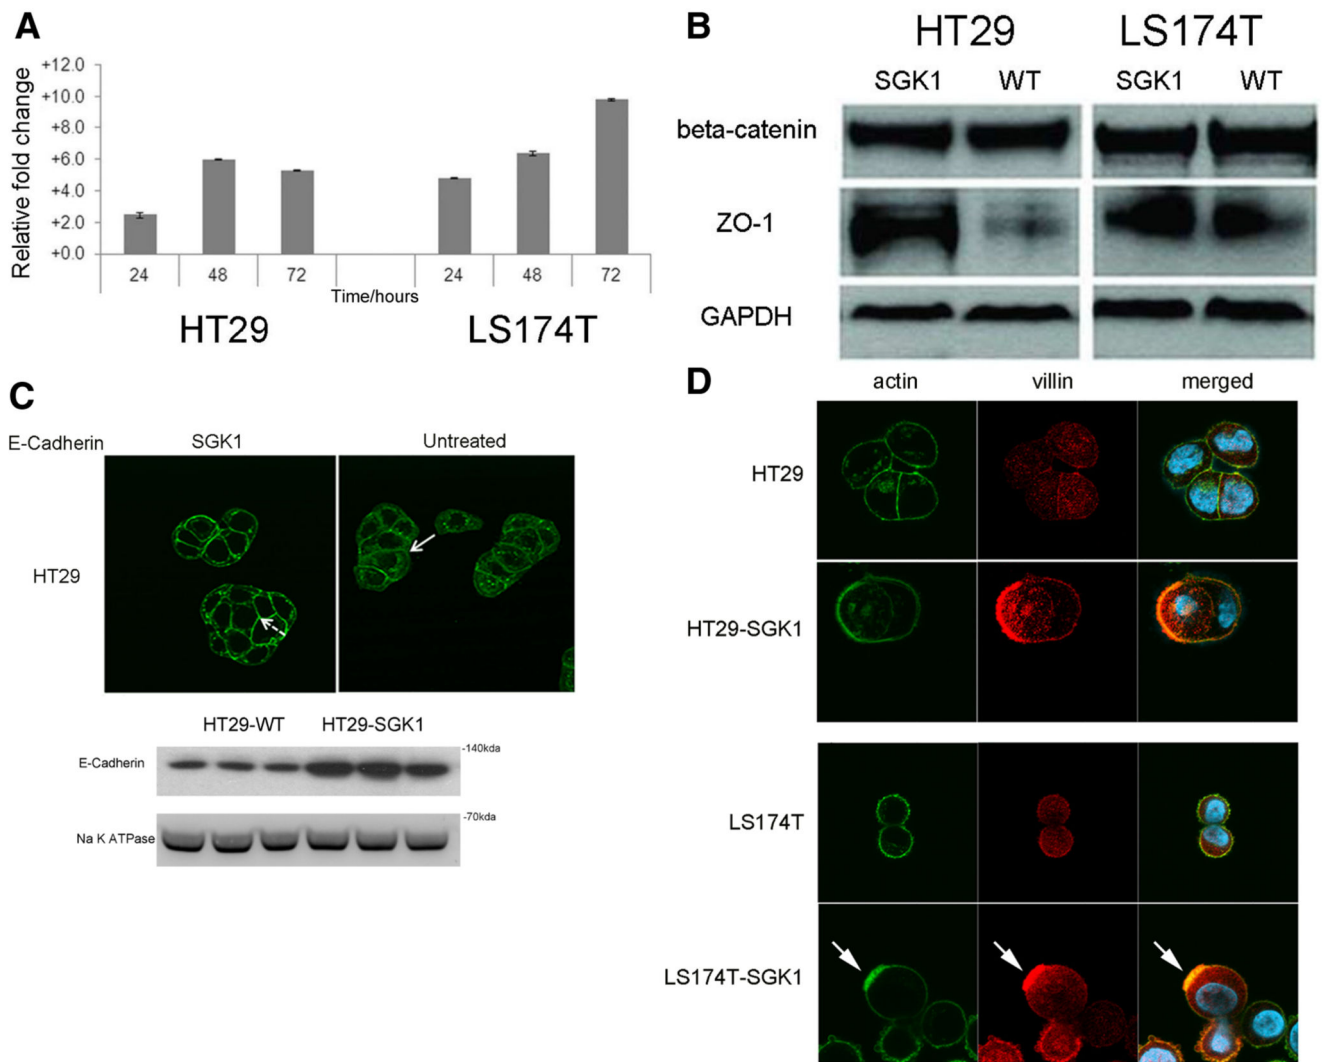 A
Relative fold change
+12.0
+10.0
+8.0
+6.0
+4.0
+2.0
+0.0
24 48 72 24 48 72
Time/hours
HT29 LS174T
B
HT29 LS174T
SGK1 WT SGK1 WT
beta-catenin
ZO-1
GAPDH
C
E-Cadherin SGK1 Untreated
HT29
HT29-WT HT29-SGK1
-140kda
E-Cadherin
-70kda
Na K ATPase
D
actin villin merged
HT29
HT29-SGK1
LS174T
LS174T-SGK1